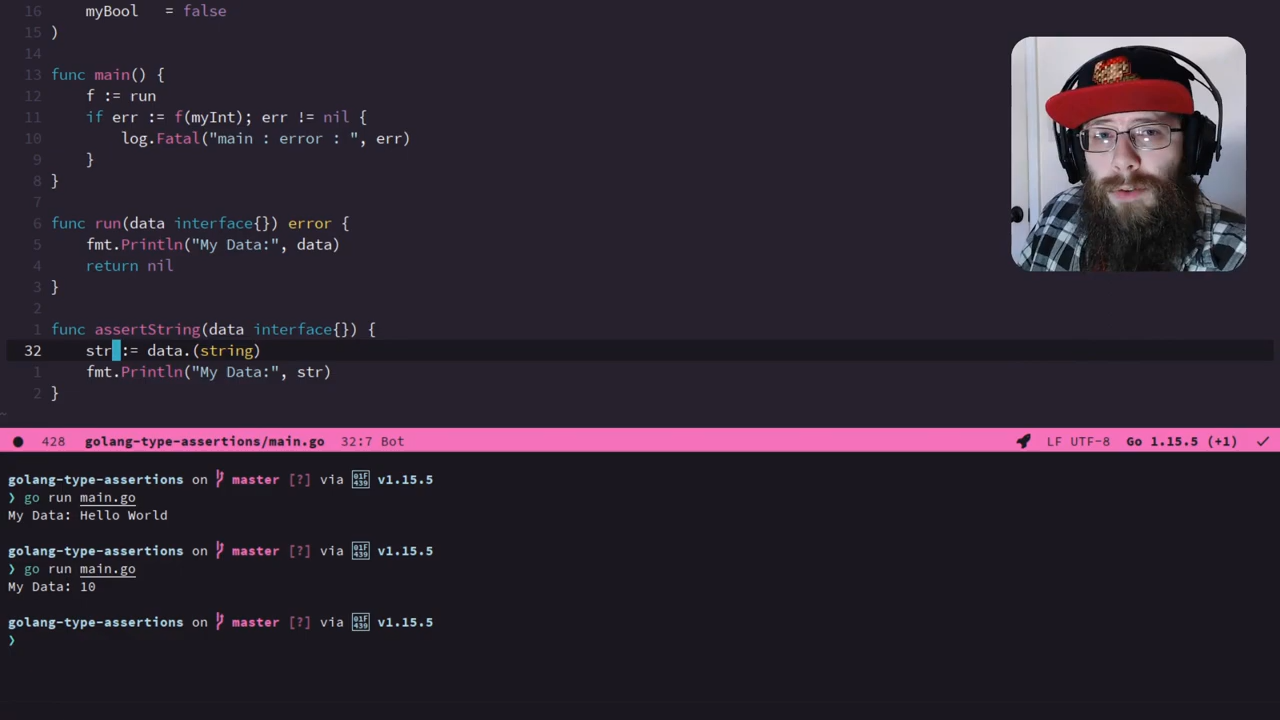 16 myBool = false
15 )
14
13 func main() {
12 f := run
11 if err := f(myInt); err != nil {
10 log.Fatal("main : error : ", err)
9 }
8 }
7
6 func run(data interface{}) error {
5 fmt.Println("My Data:", data)
4 return nil
3 }
2
1 func assertString(data interface{}) {
32 str := data.(string)
1 fmt.Println("My Data:", str)
2 }
~
428 golang-type-assertions/main.go 32:7 Bot LF UTF-8 Go 1.15.5 (+1)
golang-type-assertions on master [?] via 01F439 v1.15.5
❯ go run main.go
My Data: Hello World
golang-type-assertions on master [?] via 01F439 v1.15.5
❯ go run main.go
My Data: 10
golang-type-assertions on master [?] via 01F439 v1.15.5
❯